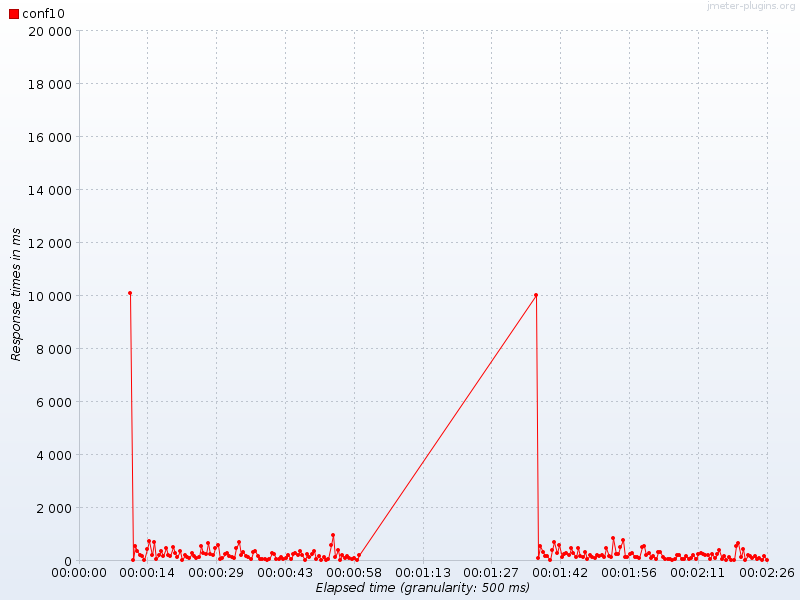 jmeter-plugins.org
conf10
20 000
18 000
16 000
14 000
12 000
10 000
8 000
6 000
4 000
2 000
0
Response times in ms
00:00:00 00:00:14 00:00:29 00:00:43 00:00:58 00:01:13 00:01:27 00:01:42 00:01:56 00:02:11 00:02:26
Elapsed time (granularity: 500 ms)